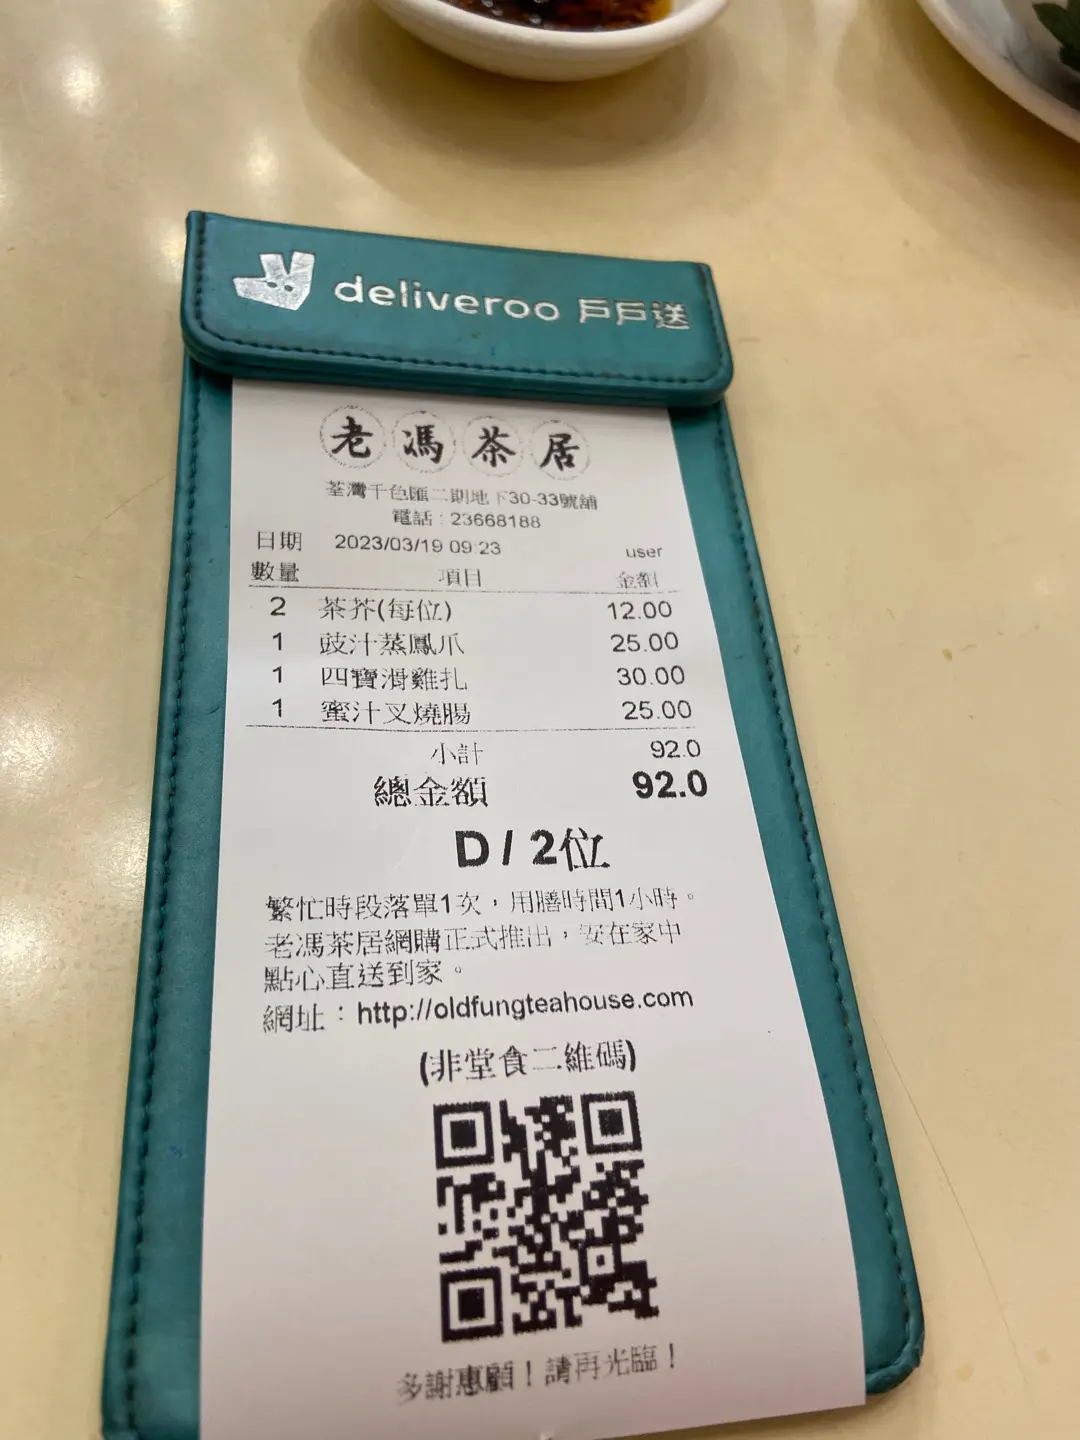 deliveroo 戶戶送
老馮茶居
荃灣千色匯二期地下30-33號舖
電話：23668188
日期 2023/03/19 09:23 user
數量 項目 金額
2 茶芥(每位) 12.00
1 豉汁蒸鳳爪 25.00
1 四寶滑雞扎 30.00
1 蜜汁叉燒腸 25.00
小計 92.0
總金額 92.0
D / 2位
繁忙時段落單1次，用膳時間1小時。
老馮茶居網購正式推出，安在家中
點心直送到家。
網址：http://oldfungteahouse.com
(非堂食二維碼)
多謝惠顧！請再光臨！